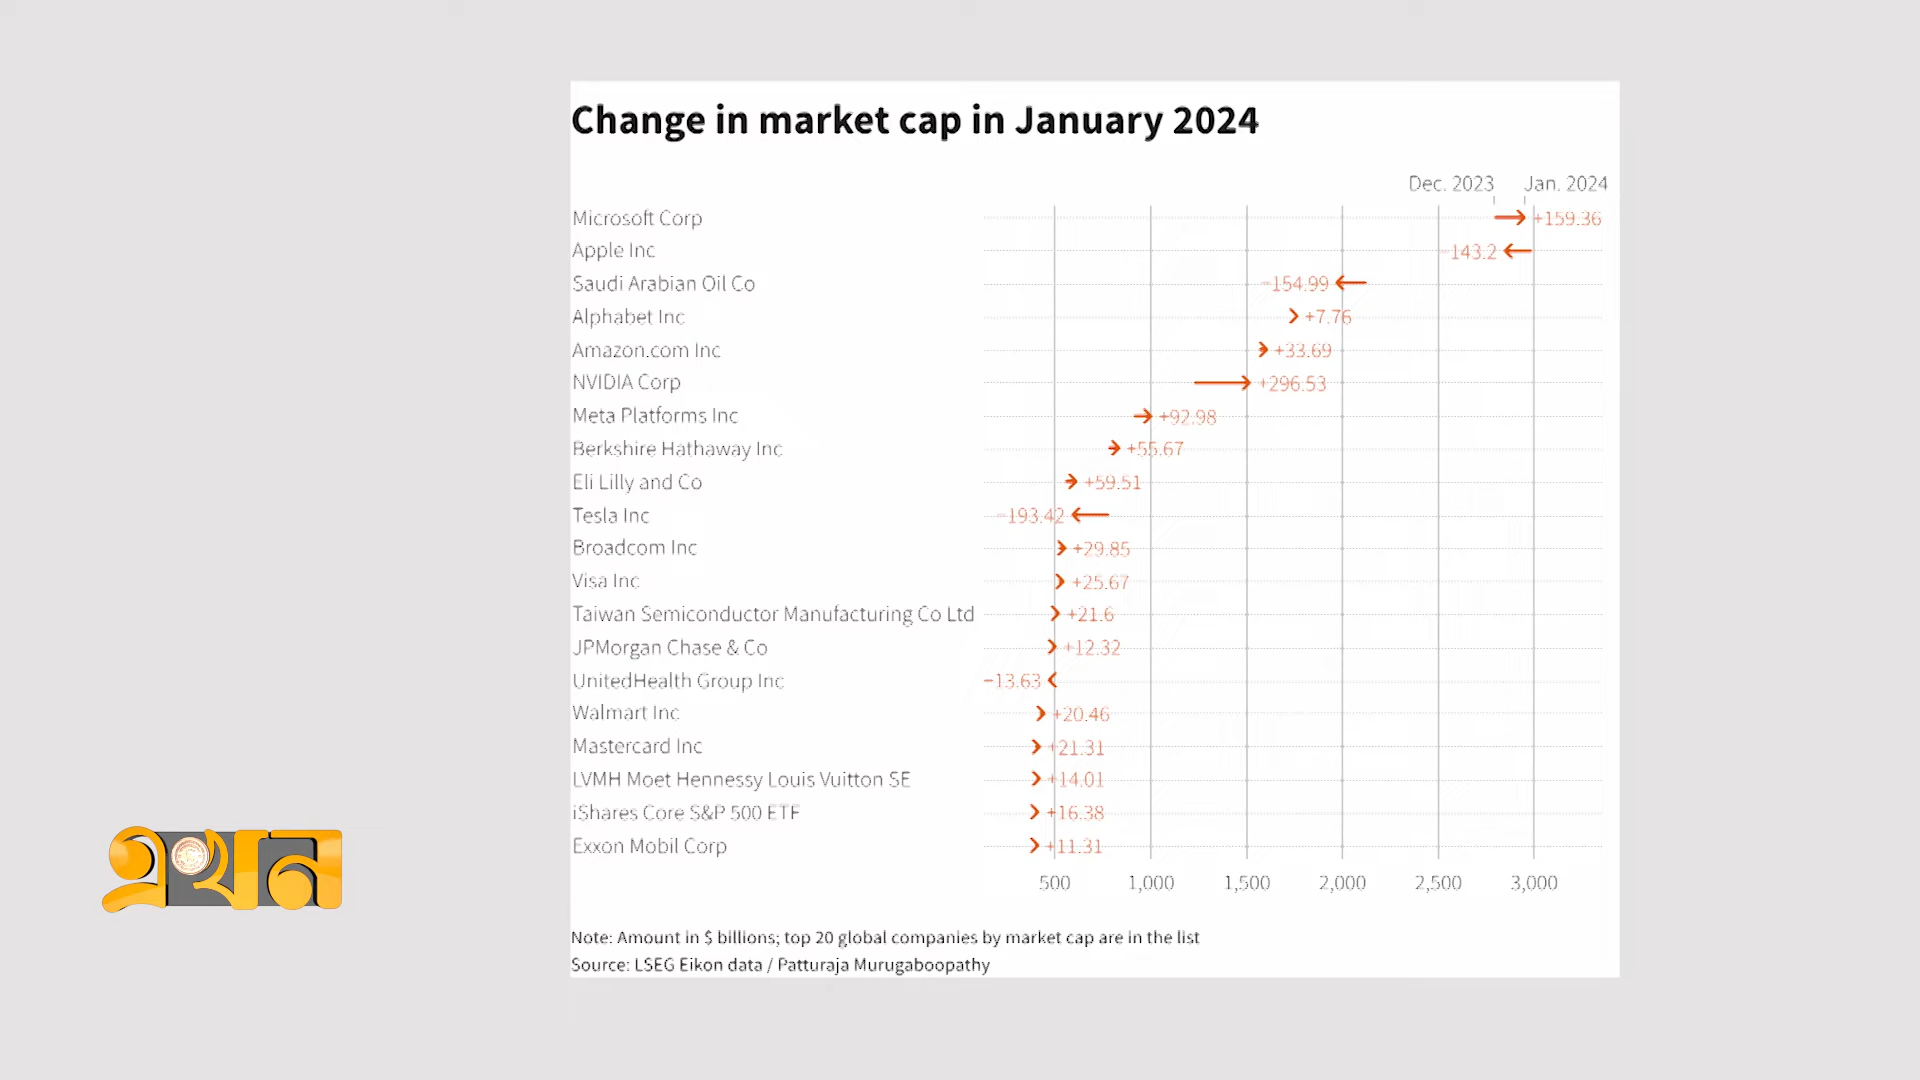 Change in market cap in January 2024
Dec. 2023 Jan. 2024
Microsoft Corp +159.36
Apple Inc −143.2
Saudi Arabian Oil Co −154.99
Alphabet Inc +7.76
Amazon.com Inc +33.69
NVIDIA Corp +296.53
Meta Platforms Inc +92.98
Berkshire Hathaway Inc +55.67
Eli Lilly and Co +59.51
Tesla Inc −193.42
Broadcom Inc +29.85
Visa Inc +25.67
Taiwan Semiconductor Manufacturing Co Ltd +21.6
JPMorgan Chase & Co +12.32
UnitedHealth Group Inc −13.63
Walmart Inc +20.46
Mastercard Inc +21.31
LVMH Moet Hennessy Louis Vuitton SE +14.01
iShares Core S&P 500 ETF +16.38
Exxon Mobil Corp +11.31
500 1,000 1,500 2,000 2,500 3,000
Note: Amount in $ billions; top 20 global companies by market cap are in the list
Source: LSEG Eikon data / Patturaja Murugaboopathy
এখন